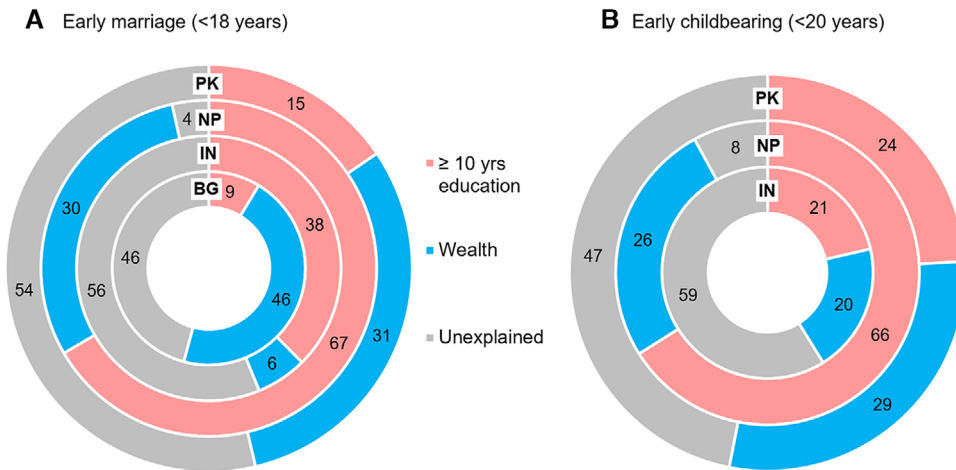 A Early marriage (<18 years)
PK
15
4 NP
IN
BG 9
30
38
46
54
56
46
67
31
6
≥ 10 yrs
education
Wealth
Unexplained
B Early childbearing (<20 years)
PK
24
8 NP
IN
21
47
26
59
20
66
29